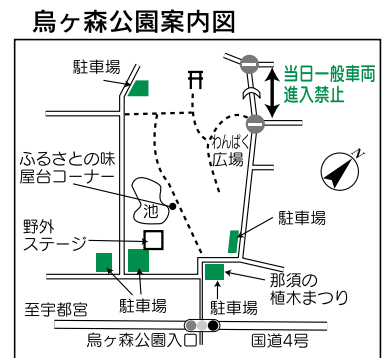 烏ヶ森公園案内図
駐車場
当日一般車両
進入禁止
わんぱく
広場
N
ふるさとの味
屋台コーナー
池
駐車場
野外
ステージ
那須の
植木まつり
至宇都宮
駐車場
駐車場
烏ヶ森公園入口
国道4号